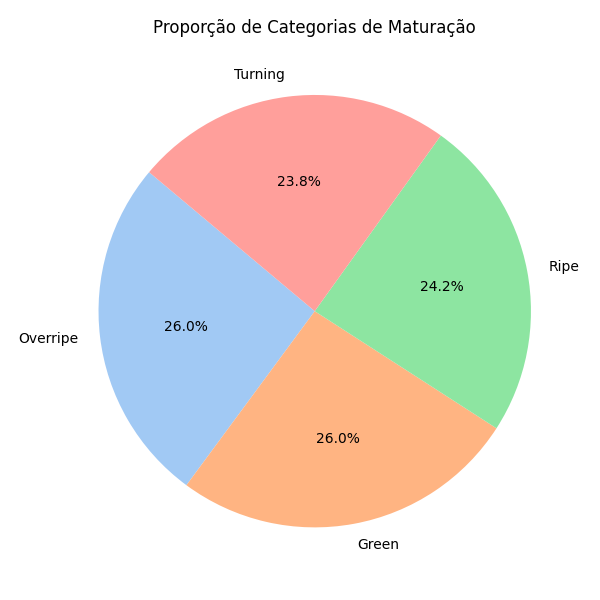 Proporção de Categorias de Maturação
Turning
23.8%
Ripe
24.2%
Overripe
26.0%
26.0%
Green